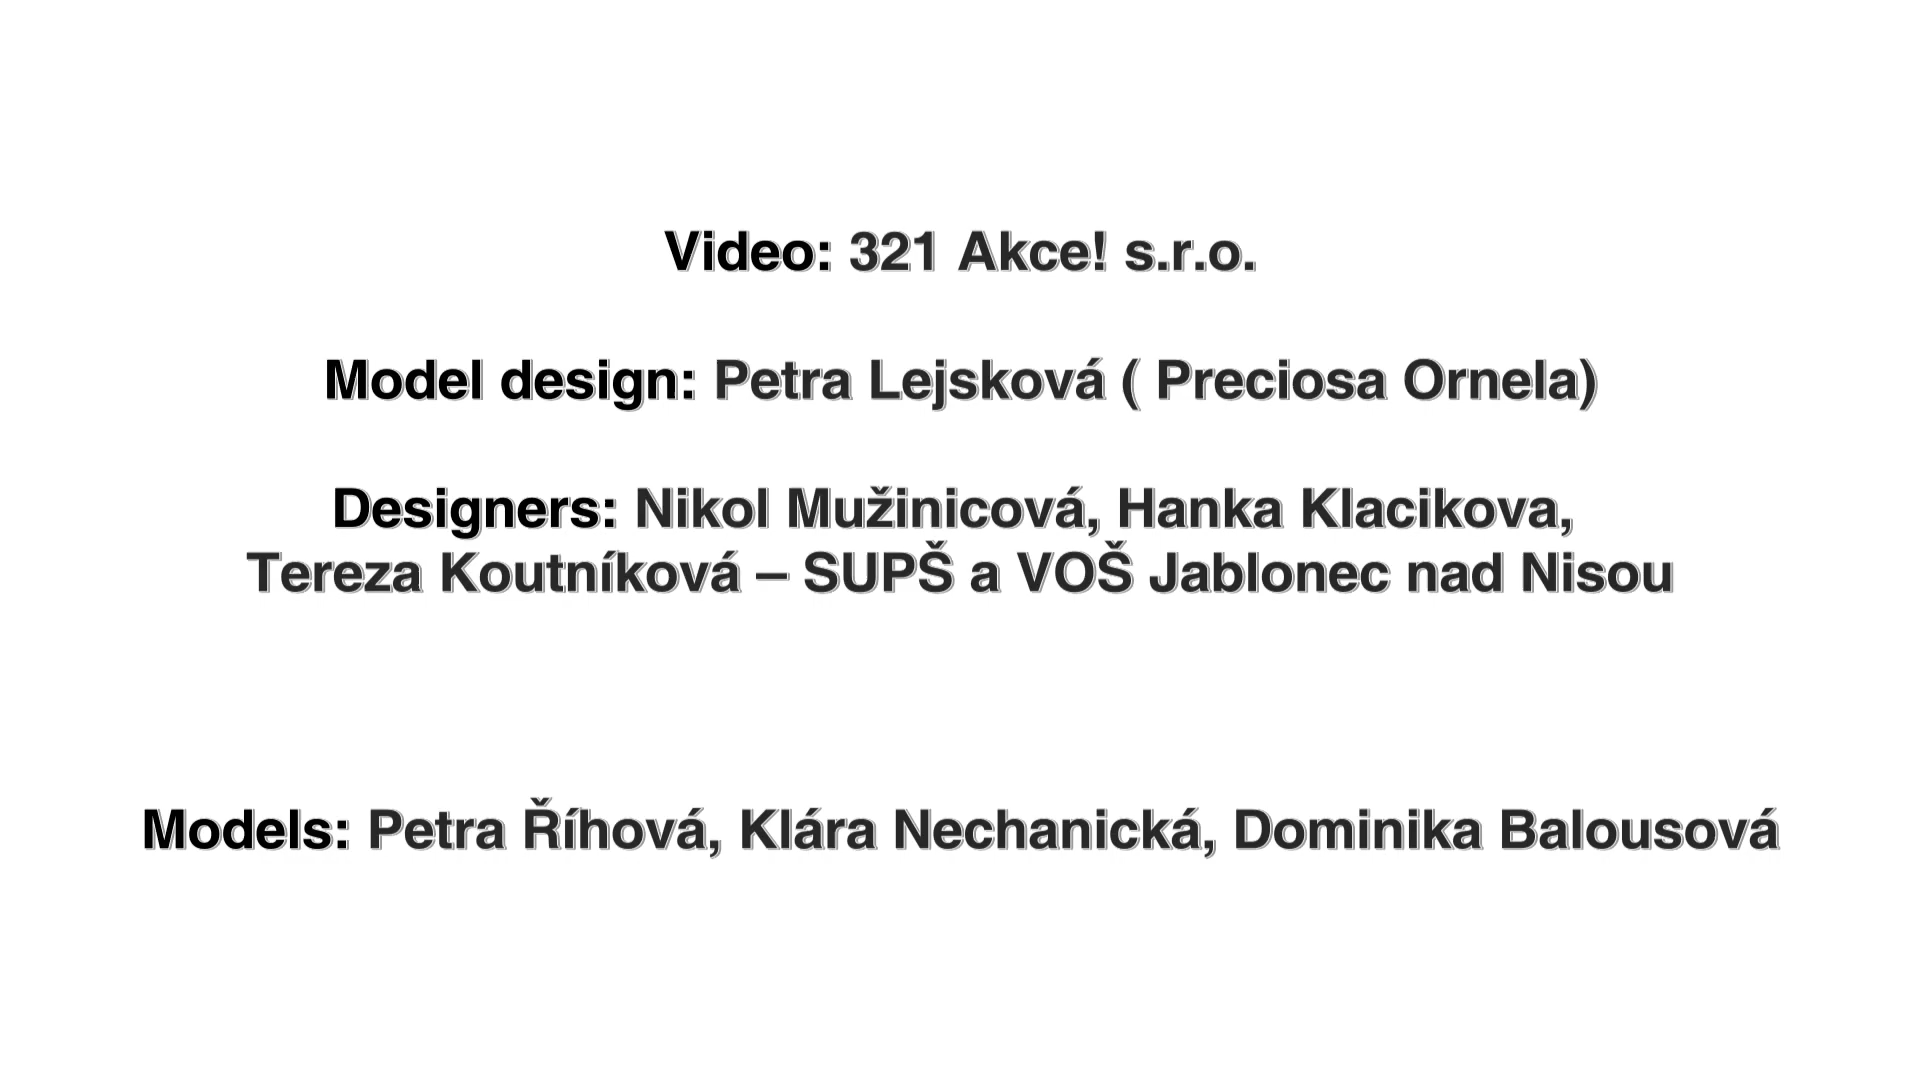 Video: 321 Akce! s.r.o.
Model design: Petra Lejsková ( Preciosa Ornela)
Designers: Nikol Mužinicová, Hanka Klacikova,
Tereza Koutníková – SUPŠ a VOŠ Jablonec nad Nisou
Models: Petra Říhová, Klára Nechanická, Dominika Balousová